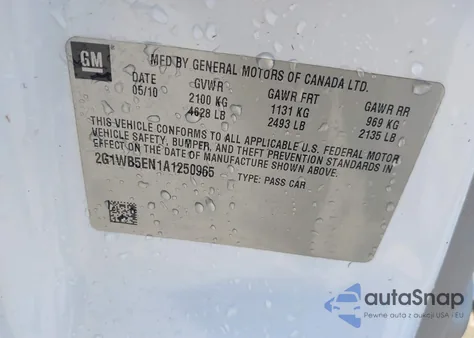 GM
MFD BY GENERAL MOTORS OF CANADA LTD.
DATE GVWR GAWR FRT GAWR RR
05/10 2100 KG 1131 KG 969 KG
4628 LB 2493 LB 2135 LB
THIS VEHICLE CONFORMS TO ALL APPLICABLE U.S. FEDERAL MOTOR
VEHICLE SAFETY, BUMPER, AND THEFT PREVENTION STANDARDS
IN EFFECT ON THE DATE OF MANUFACTURE SHOWN ABOVE.
2G1WB5EN1A1250965 TYPE: PASS CAR
autoSnap
Pewne auta z aukcji USA i EU